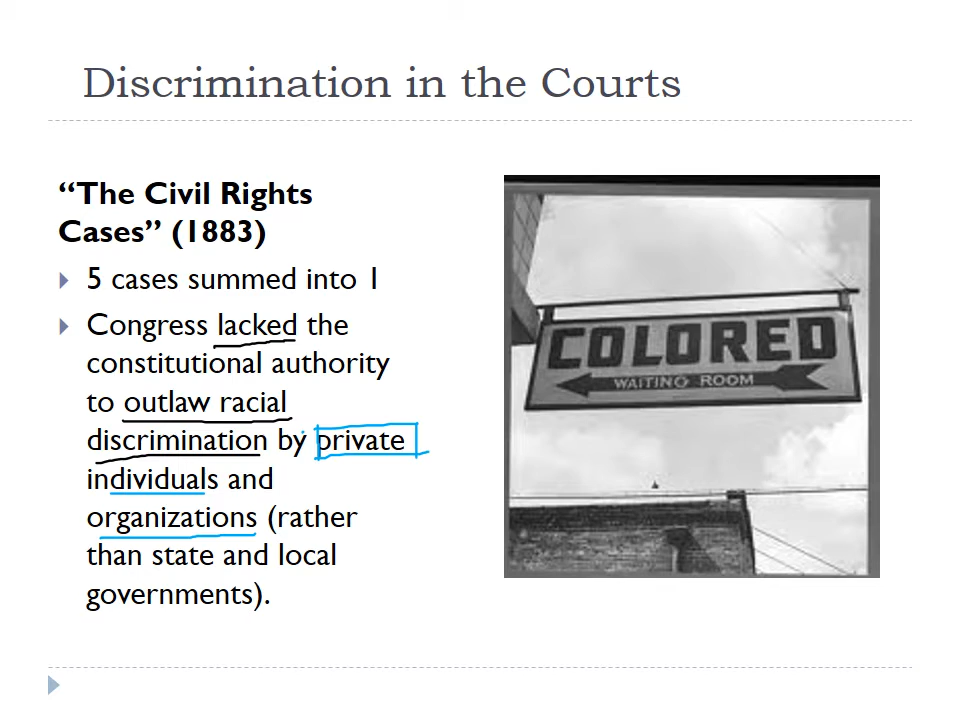 Discrimination in the Courts
“The Civil Rights
Cases” (1883)
5 cases summed into 1
Congress lacked the
constitutional authority
to outlaw racial
discrimination by private
individuals and
organizations (rather
than state and local
governments).
COLORED
WAITING ROOM